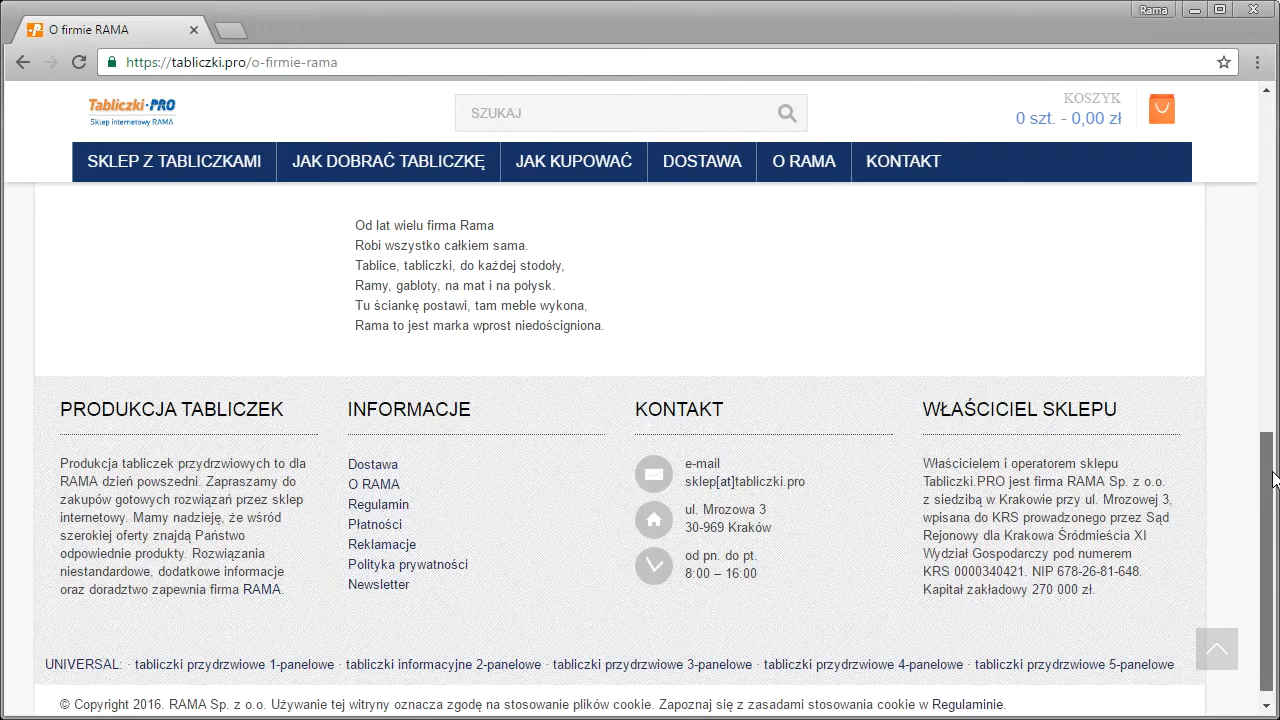 Rama
O firmie RAMA
https://tabliczki.pro/o-firmie-rama
Tabliczki·PRO
Sklep internetowy RAMA
SZUKAJ
KOSZYK
0 szt. - 0,00 zł
SKLEP Z TABLICZKAMI JAK DOBRAĆ TABLICZKĘ JAK KUPOWAĆ DOSTAWA O RAMA KONTAKT
Od lat wielu firma Rama
Robi wszystko całkiem sama.
Tablice, tabliczki, do każdej stodoły,
Ramy, gabloty, na mat i na połysk.
Tu ściankę postawi, tam meble wykona,
Rama to jest marka wprost niedościgniona.
PRODUKCJA TABLICZEK
Produkcja tabliczek przydrzwiowych to dla
RAMA dzień powszedni. Zapraszamy do
zakupów gotowych rozwiązań przez sklep
internetowy. Mamy nadzieję, że wśród
szerokiej oferty znajdą Państwo
odpowiednie produkty. Rozwiązania
niestandardowe, dodatkowe informacje
oraz doradztwo zapewnia firma RAMA.
INFORMACJE
Dostawa
O RAMA
Regulamin
Płatności
Reklamacje
Polityka prywatności
Newsletter
KONTAKT
e-mail
sklep[at]tabliczki.pro
ul. Mrozowa 3
30-969 Kraków
od pn. do pt.
8:00 – 16:00
WŁAŚCICIEL SKLEPU
Właścicielem i operatorem sklepu
Tabliczki.PRO jest firma RAMA Sp. z o.o.
z siedzibą w Krakowie przy ul. Mrozowej 3,
wpisana do KRS prowadzonego przez Sąd
Rejonowy dla Krakowa Śródmieścia XI
Wydział Gospodarczy pod numerem
KRS 0000340421. NIP 678-26-81-648.
Kapitał zakładowy 270 000 zł.
UNIVERSAL: · tabliczki przydrzwiowe 1-panelowe · tabliczki informacyjne 2-panelowe · tabliczki przydrzwiowe 3-panelowe · tabliczki przydrzwiowe 4-panelowe · tabliczki przydrzwiowe 5-panelowe
© Copyright 2016. RAMA Sp. z o.o. Używanie tej witryny oznacza zgodę na stosowanie plików cookie. Zapoznaj się z zasadami stosowania cookie w Regulaminie.